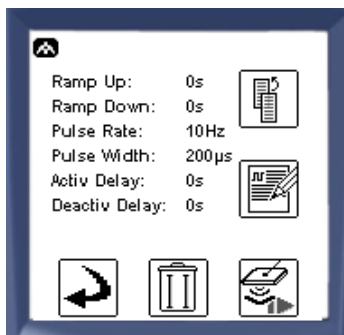 Ramp Up: 0s
Ramp Down: 0s
Pulse Rate: 10Hz
Pulse Width: 200µs
Activ Delay: 0s
Deactiv Delay: 0s